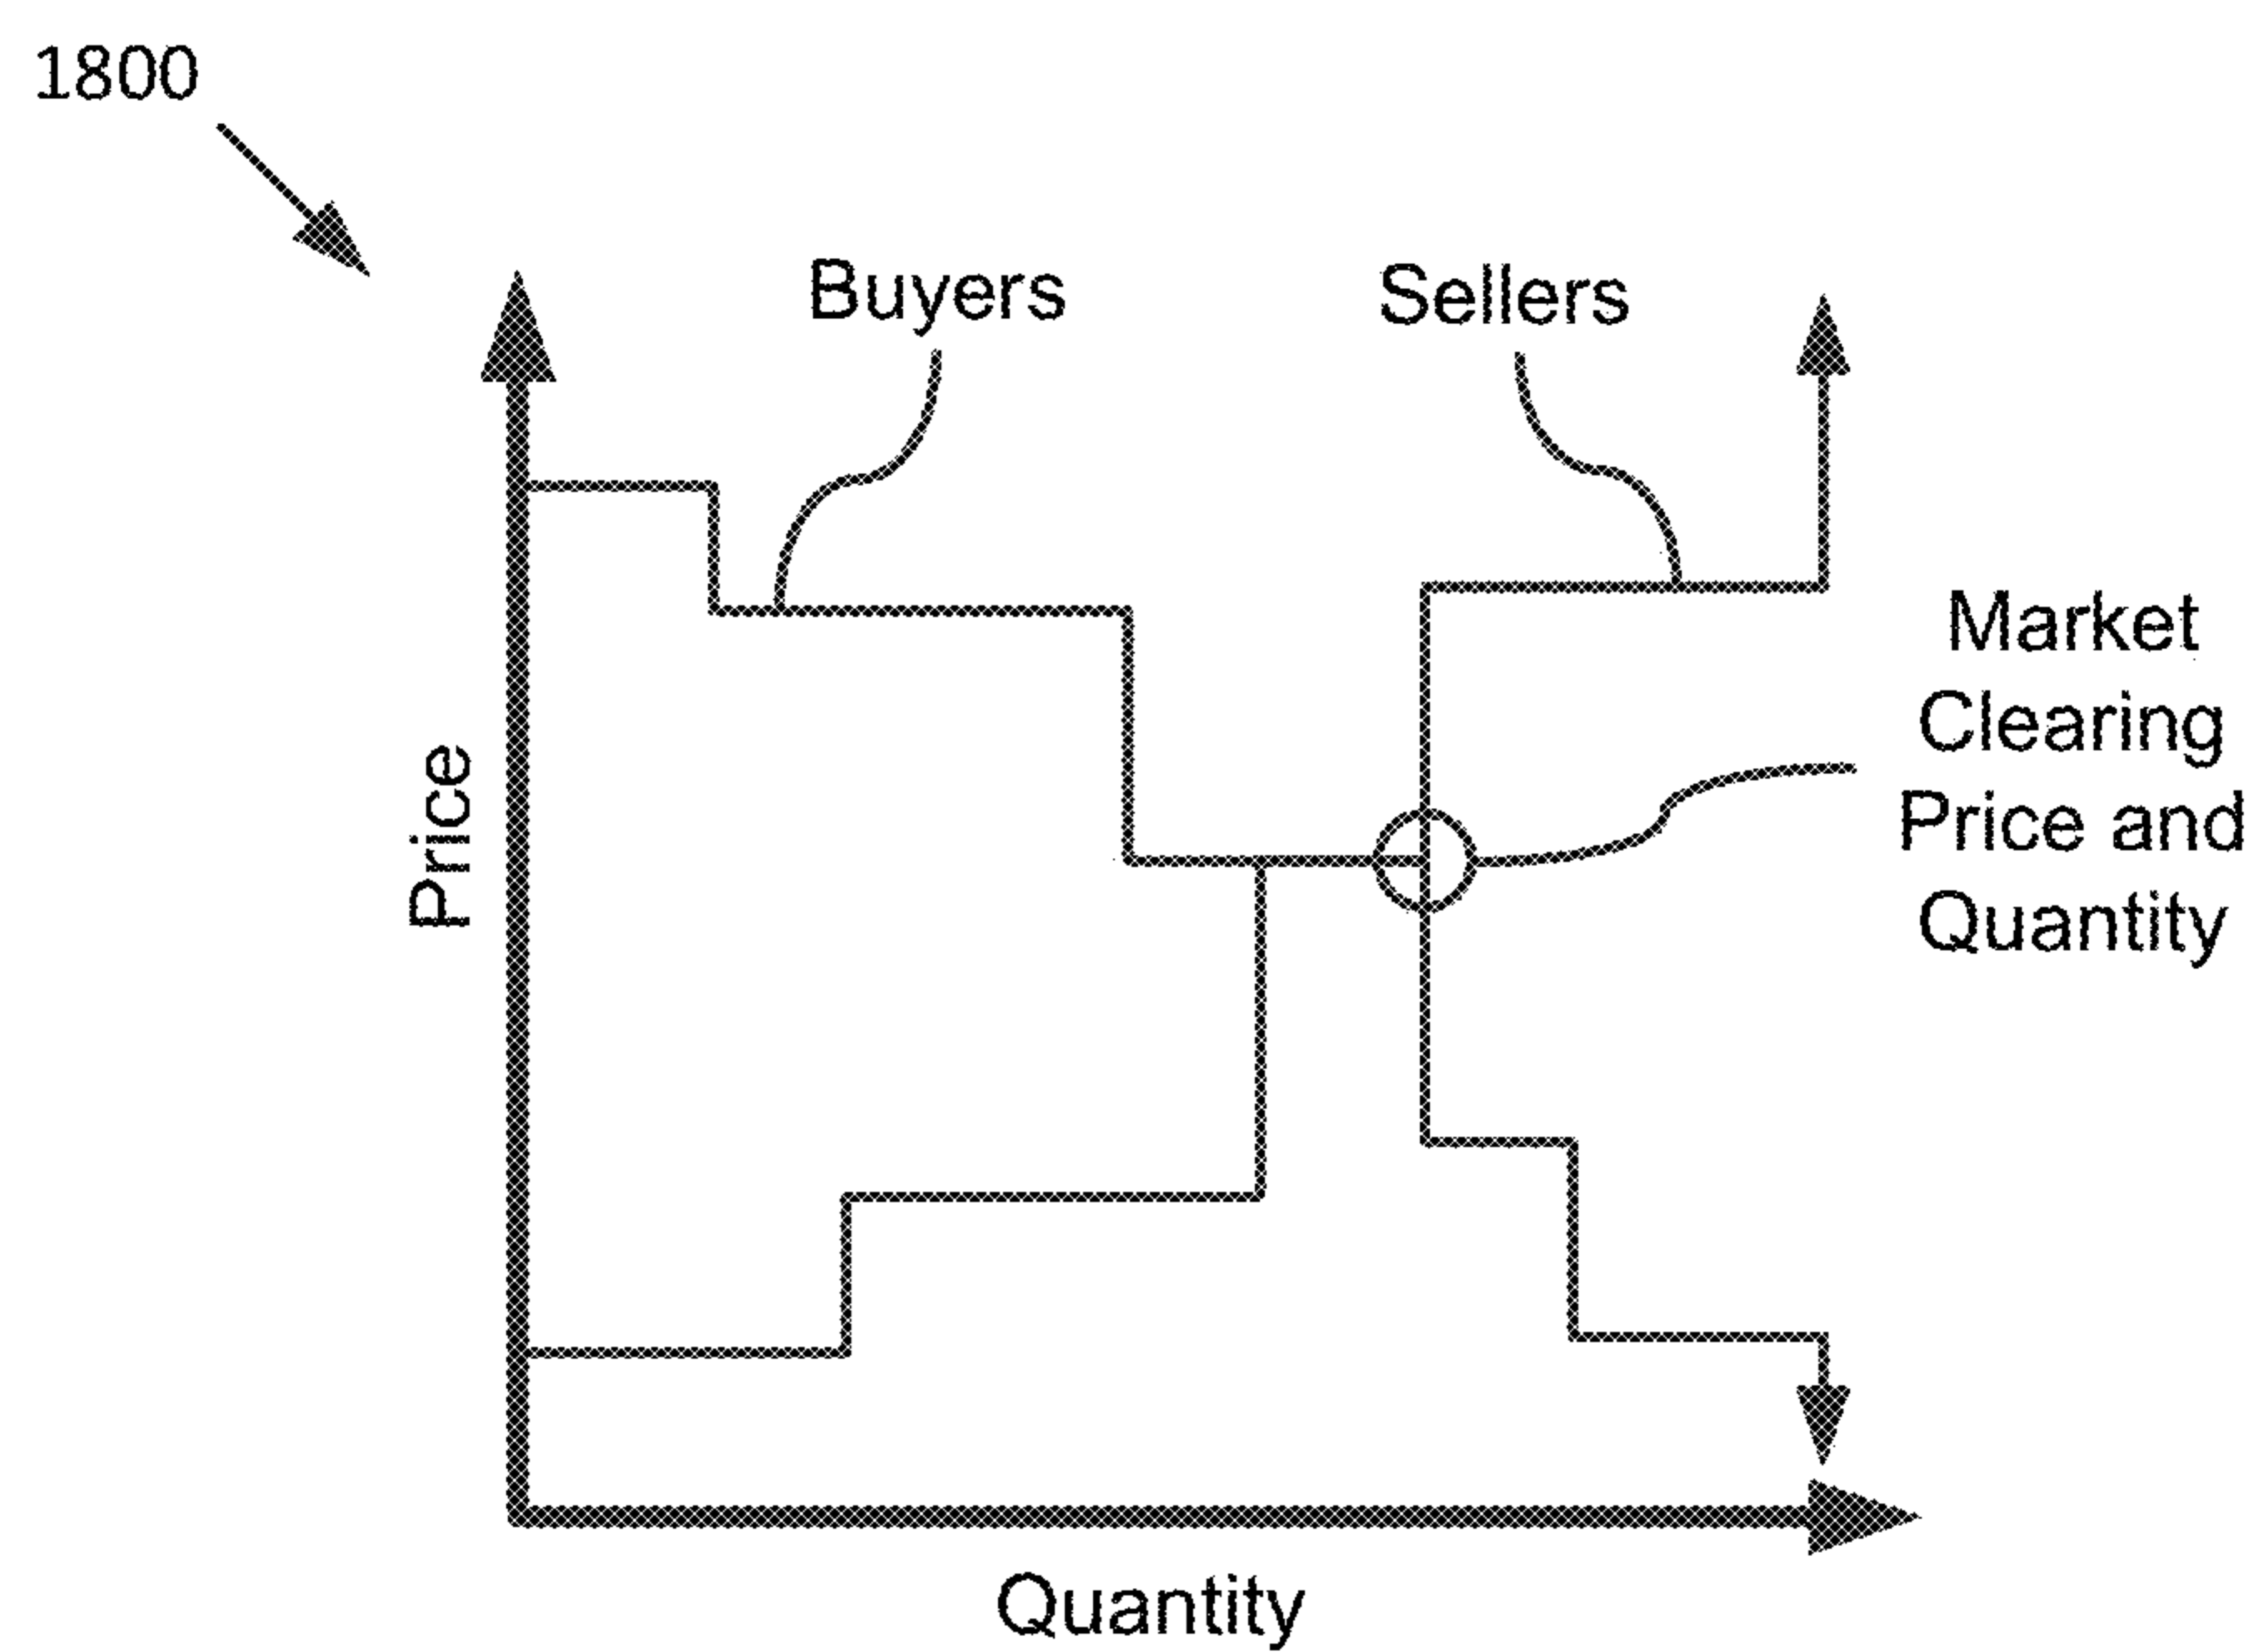 1800
Buyers
Sellers
Market
Clearing
Price and
Quantity
Price
Quantity